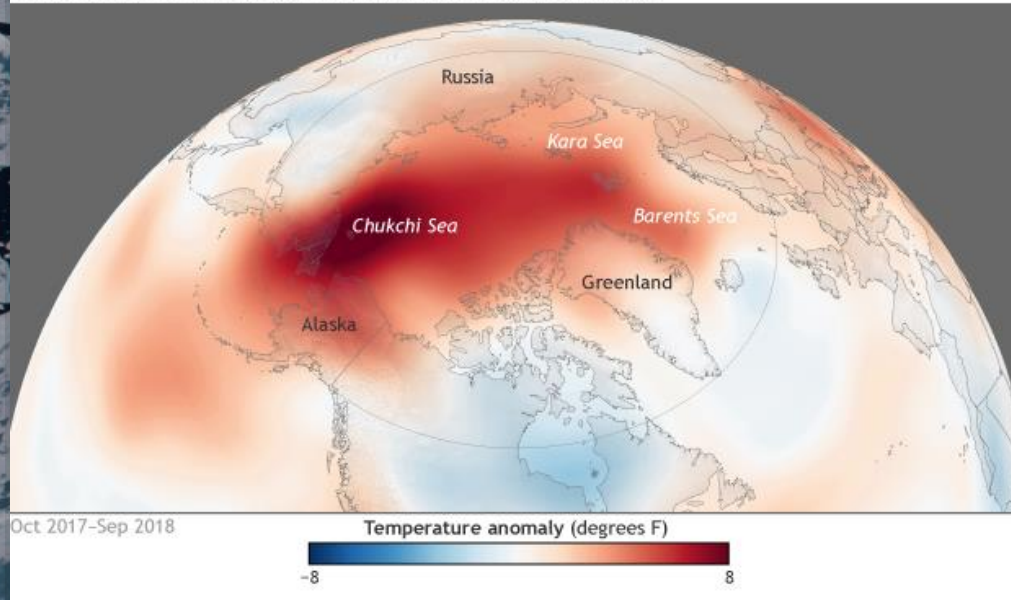 Russia
Kara Sea
Chukchi Sea
Barents Sea
Greenland
Alaska
Oct 2017–Sep 2018
Temperature anomaly (degrees F)
−8
8